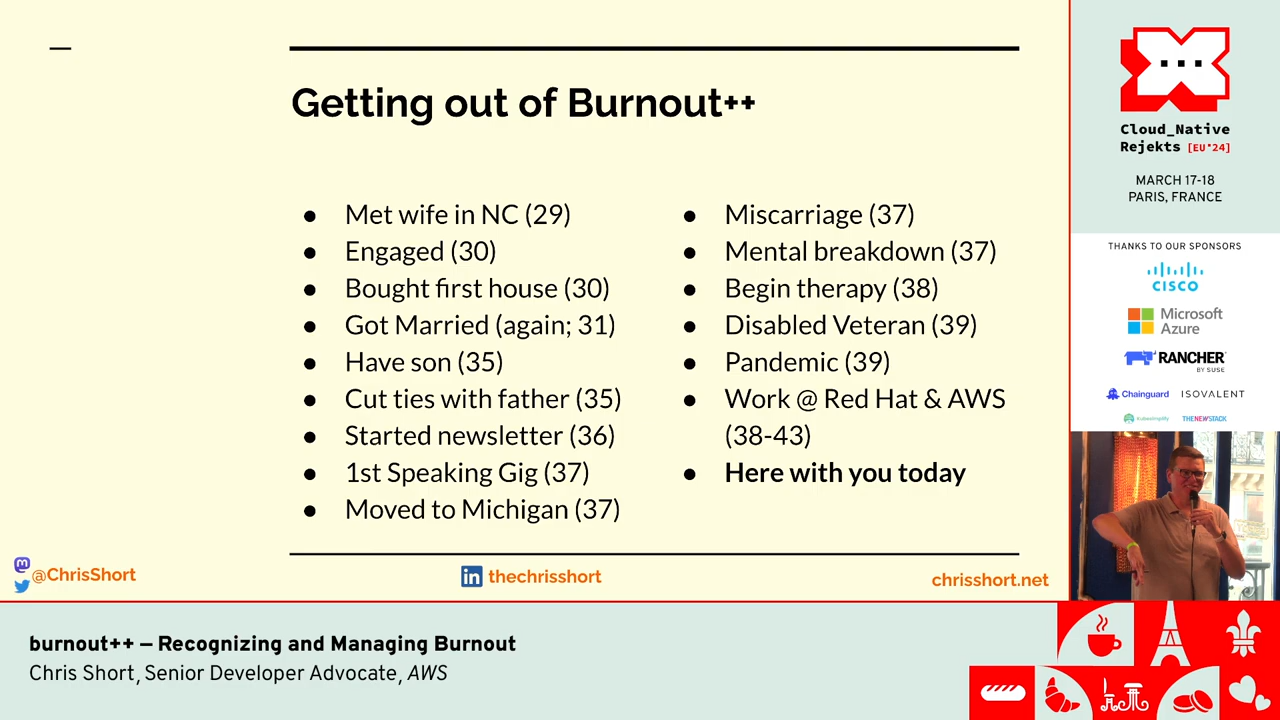 Getting out of Burnout++
● Met wife in NC (29)
● Engaged (30)
● Bought first house (30)
● Got Married (again; 31)
● Have son (35)
● Cut ties with father (35)
● Started newsletter (36)
● 1st Speaking Gig (37)
● Moved to Michigan (37)
● Miscarriage (37)
● Mental breakdown (37)
● Begin therapy (38)
● Disabled Veteran (39)
● Pandemic (39)
● Work @ Red Hat & AWS
(38-43)
● Here with you today
@ChrisShort
in thechrisshort
chrisshort.net
Cloud_Native
Rejekts [EU*24]
MARCH 17-18
PARIS, FRANCE
THANKS TO OUR SPONSORS
CISCO
Microsoft
Azure
RANCHER
BY SUSE
Chainguard
ISOVALENT
Kubesimplify
THENEWSTACK
burnout++ – Recognizing and Managing Burnout
Chris Short, Senior Developer Advocate, AWS